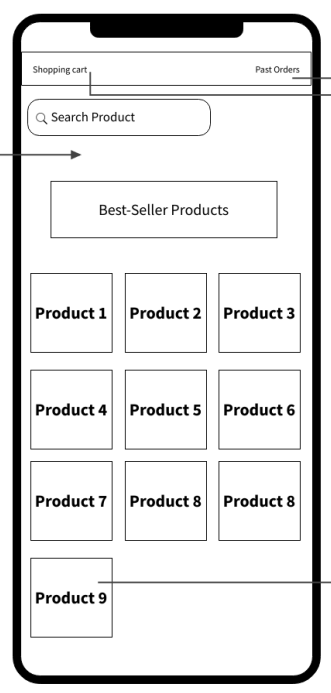 Shopping cart
Past Orders
Search Product
Best-Seller Products
Product 1
Product 2
Product 3
Product 4
Product 5
Product 6
Product 7
Product 8
Product 8
Product 9